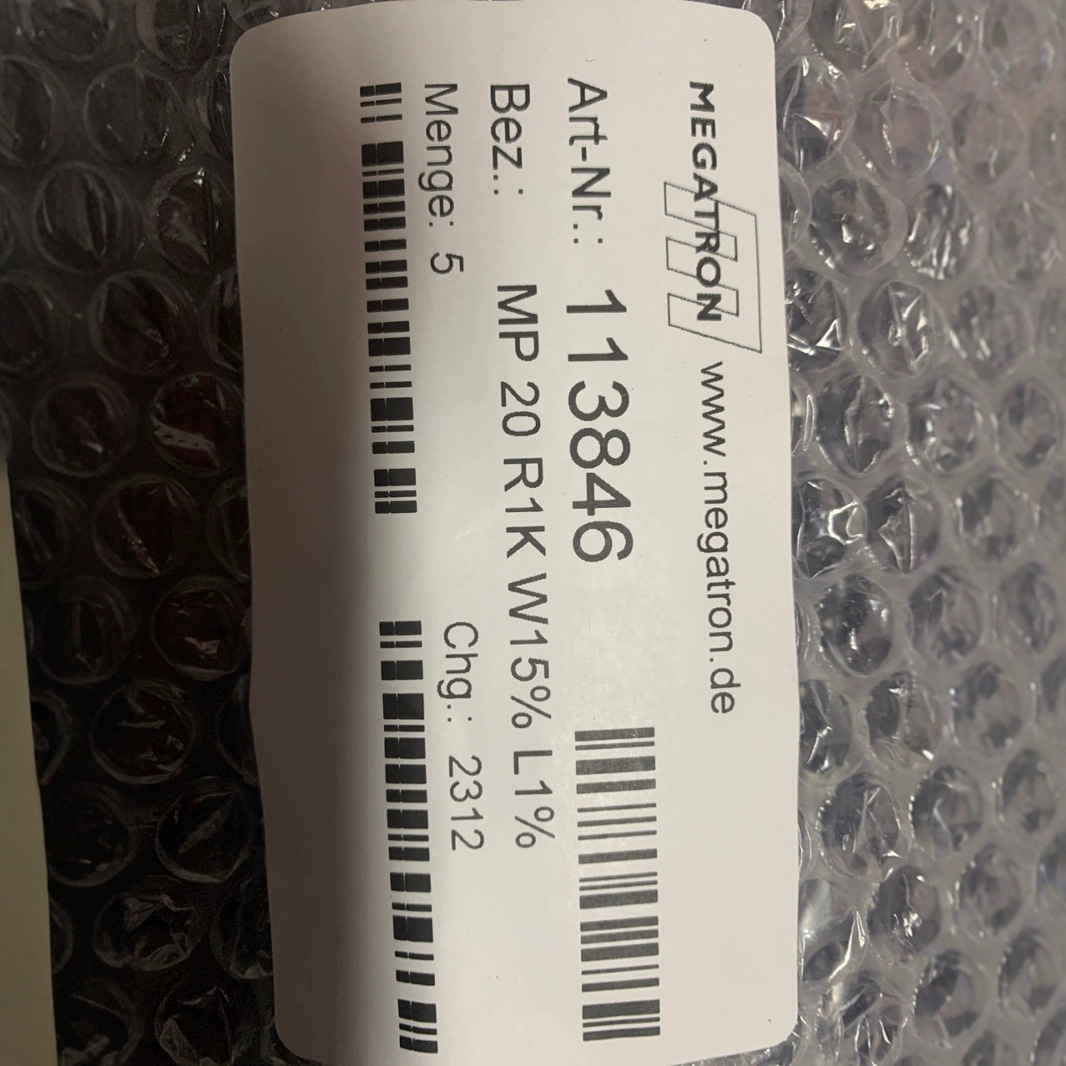 MEGATRON www.megatron.de
Art-Nr.: 113846
Bez.: MP 20 R1K W15% L1%
Menge: 5 Chg.: 2312